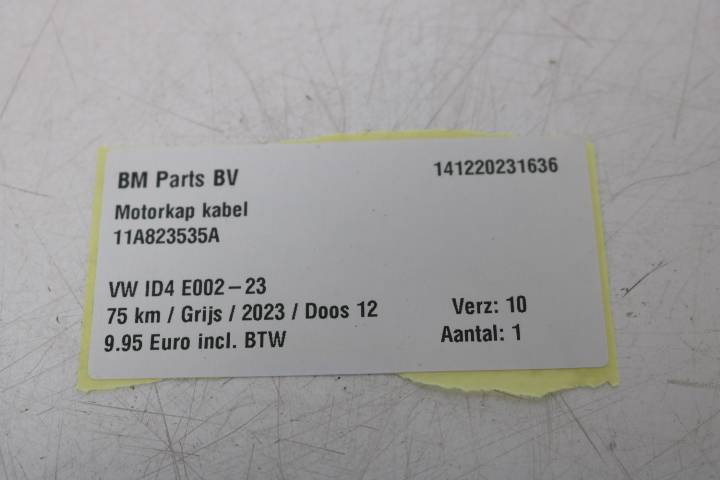 BM Parts BV 141220231636
Motorkap kabel
11A823535A
VW ID4 E002-23
75 km / Grijs / 2023 / Doos 12 Verz: 10
9.95 Euro incl. BTW Aantal: 1